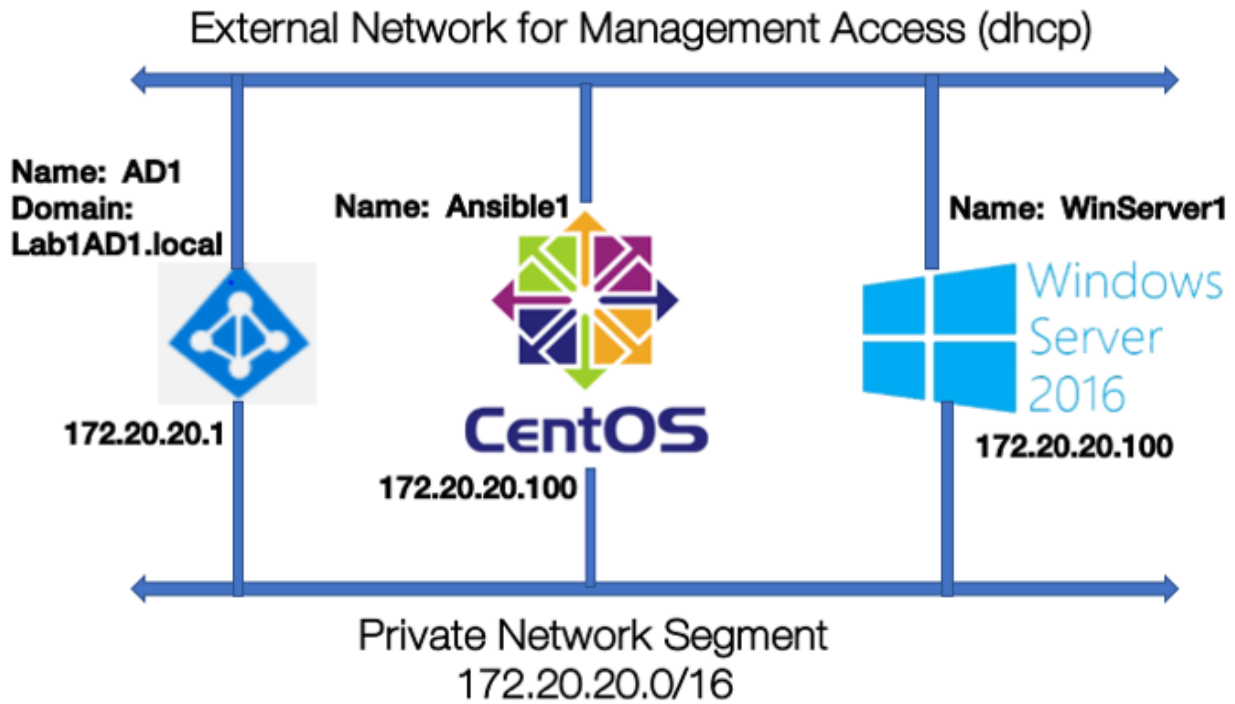 External Network for Management Access (dhcp)
Name: AD1
Domain:
Lab1AD1.local
Name: Ansible1
Name: WinServer1
Windows
Server
2016
172.20.20.1
CentOS
172.20.20.100
172.20.20.100
Private Network Segment
172.20.20.0/16